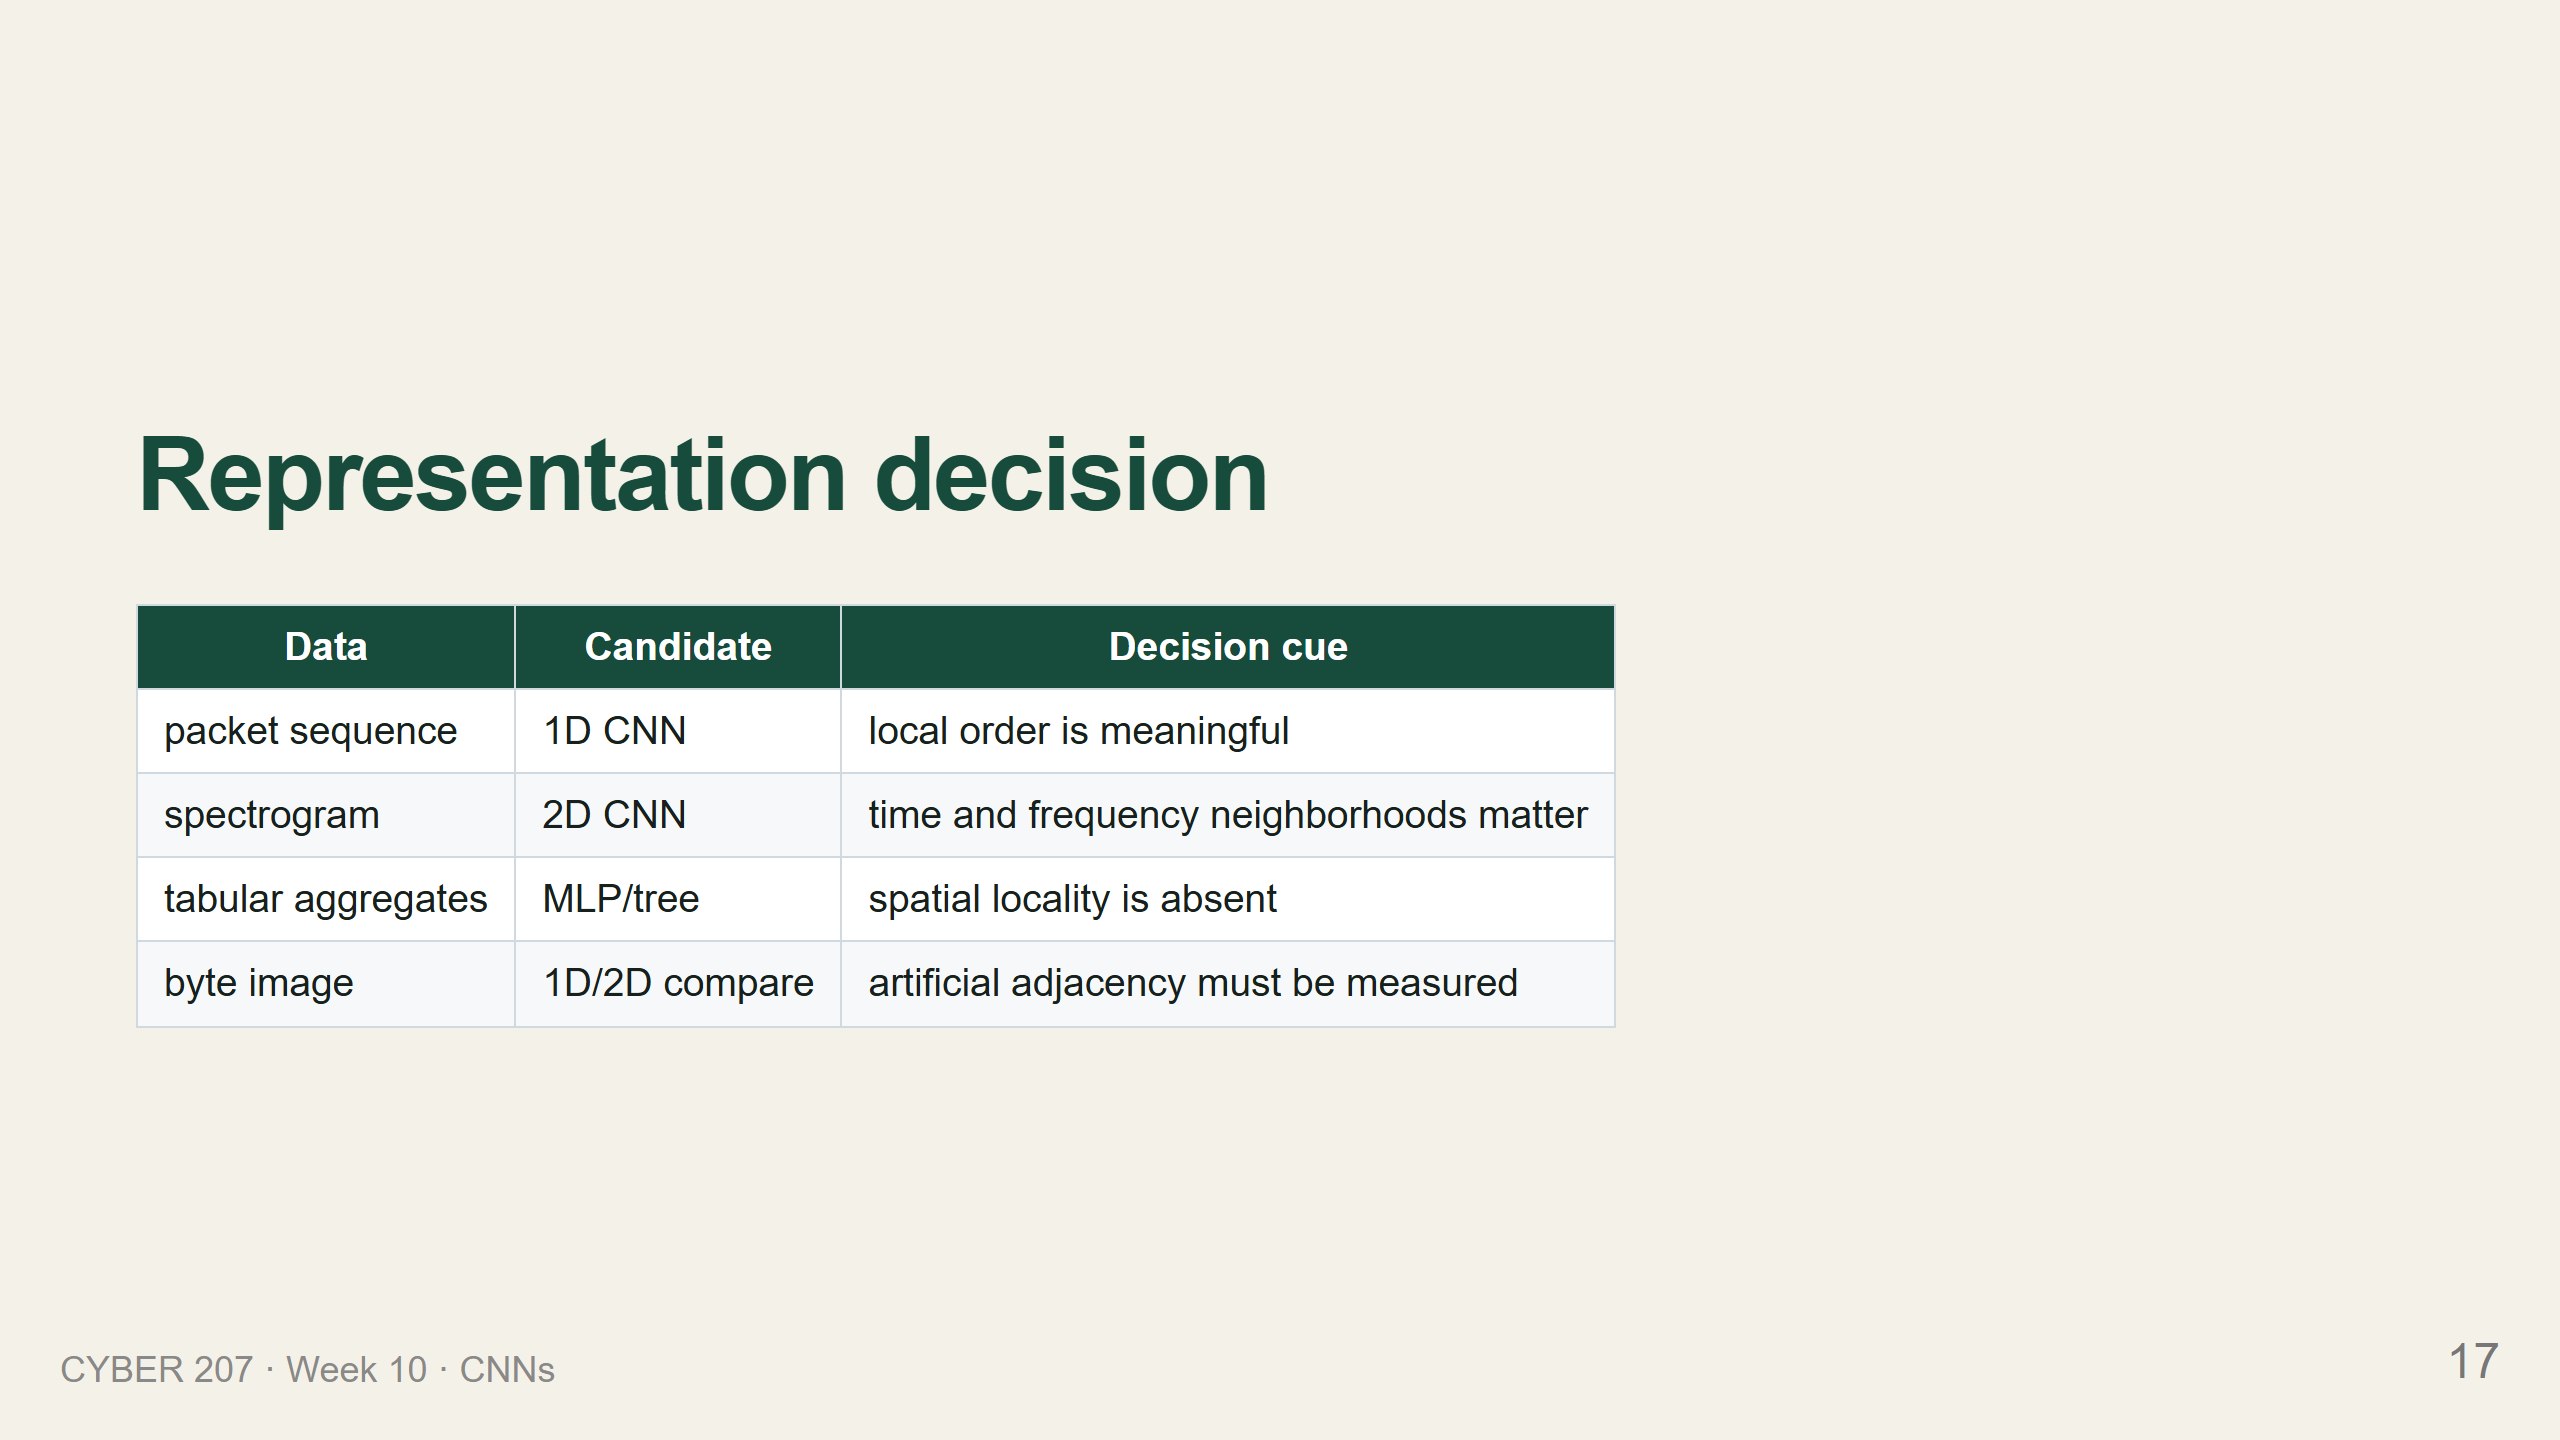 Representation decision
Data Candidate Decision cue
packet sequence 1D CNN local order is meaningful
spectrogram 2D CNN time and frequency neighborhoods matter
tabular aggregates MLP/tree spatial locality is absent
byte image 1D/2D compare artificial adjacency must be measured
CYBER 207 · Week 10 · CNNs
17